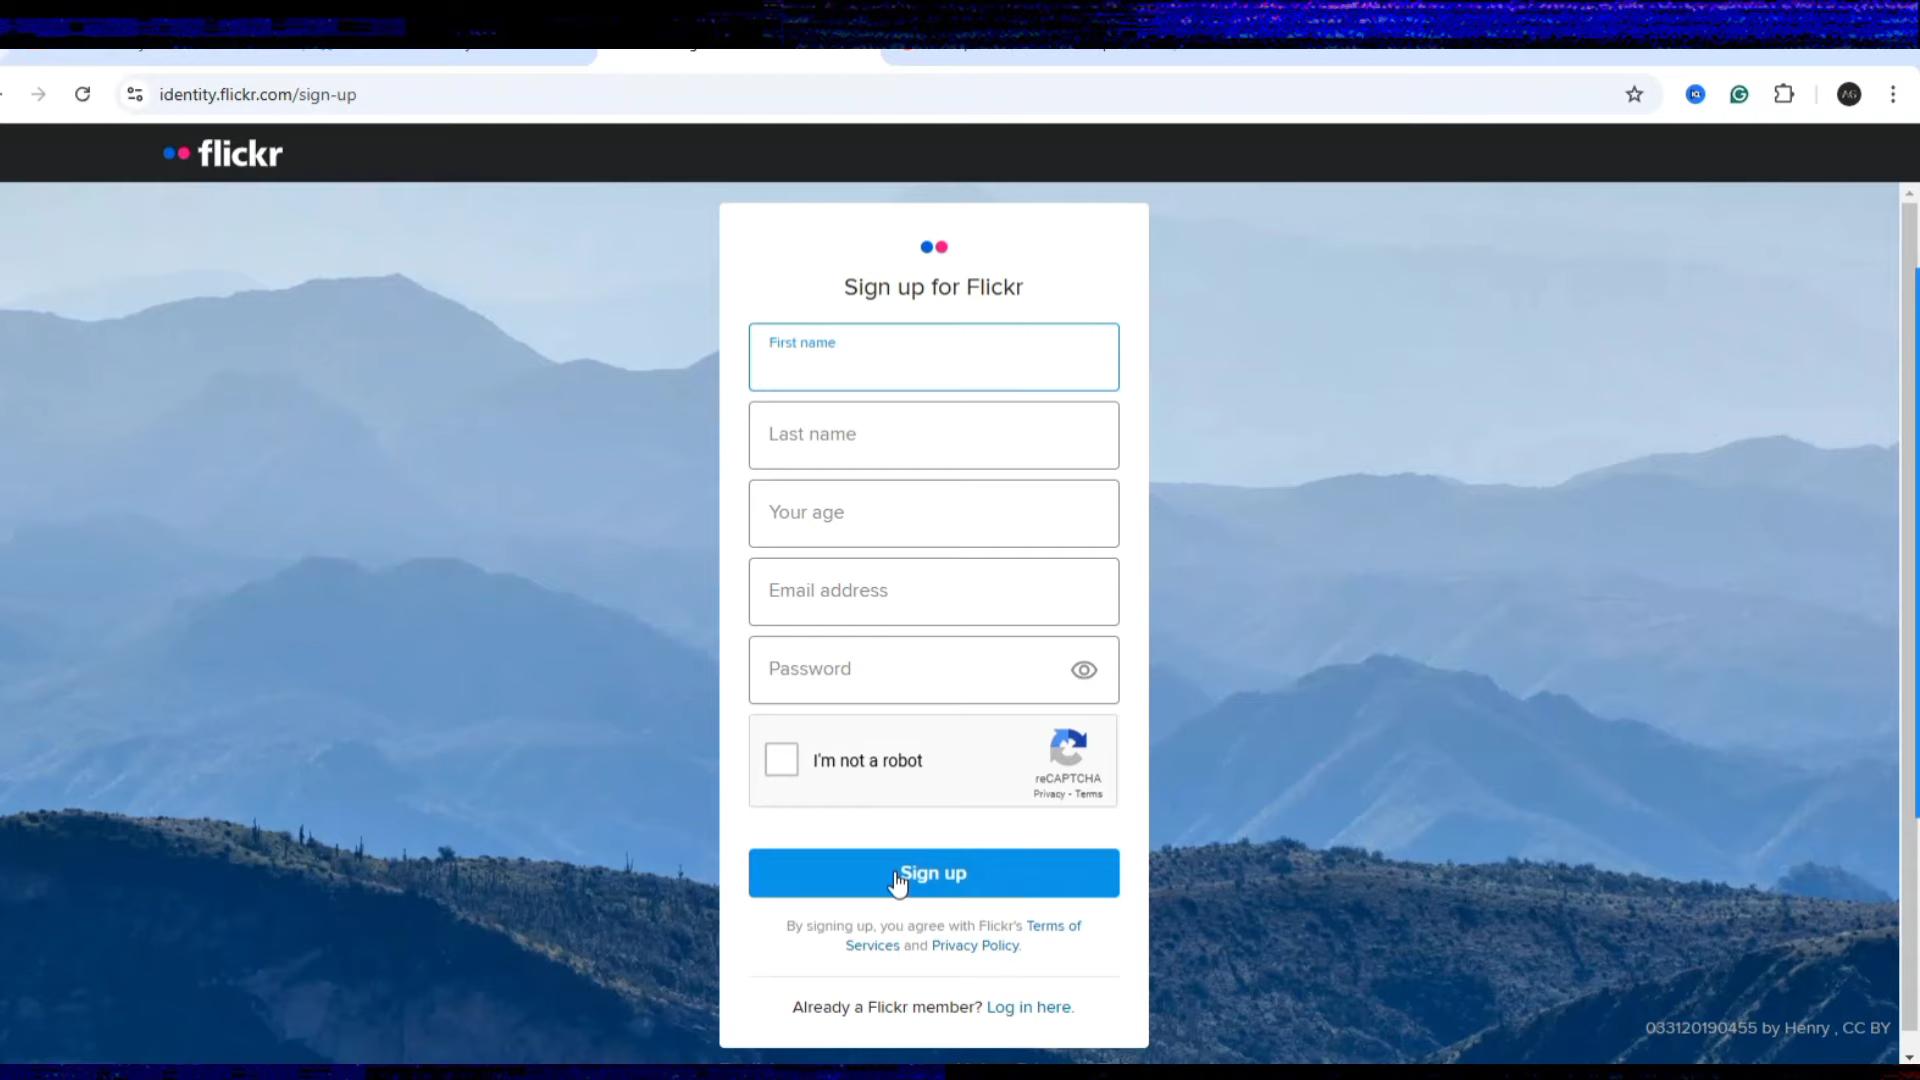 identity.flickr.com/sign-up
AG
flickr
Sign up for Flickr
First name
Last name
Your age
Email address
Password
I'm not a robot
reCAPTCHA
Privacy - Terms
Sign up
By signing up, you agree with Flickr's Terms of
Services and Privacy Policy.
Already a Flickr member? Log in here.
033120190455 by Henry , CC BY